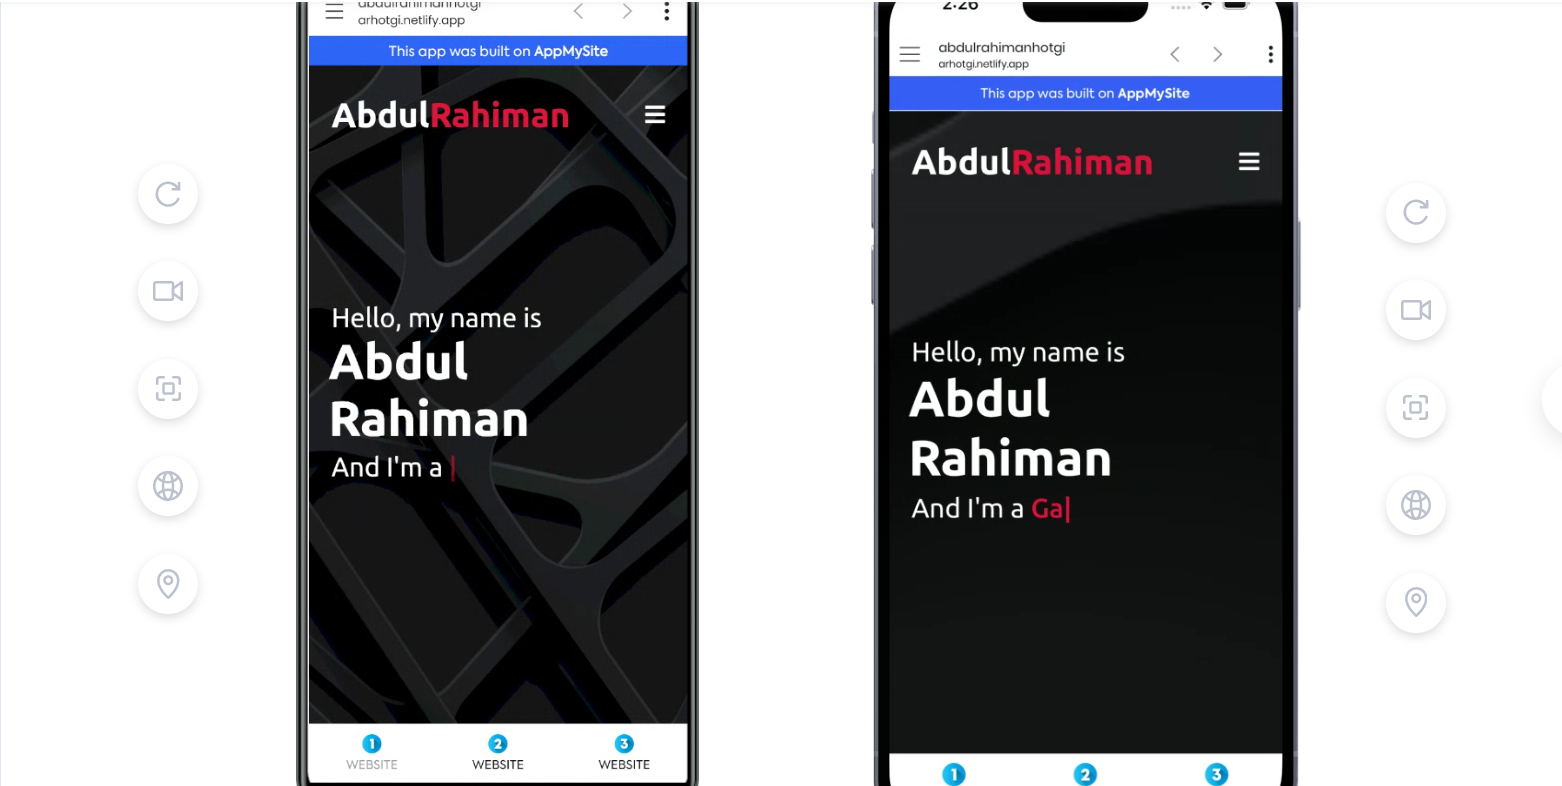 abdulrahimanhotgi
arhotgi.netlify.app
This app was built on AppMySite
AbdulRahiman
Hello, my name is
Abdul
Rahiman
And I'm a |
1 2 3
WEBSITE WEBSITE WEBSITE
2:26
abdulrahimanhotgi
arhotgi.netlify.app
This app was built on AppMySite
AbdulRahiman
Hello, my name is
Abdul
Rahiman
And I'm a Ga|
1 2 3